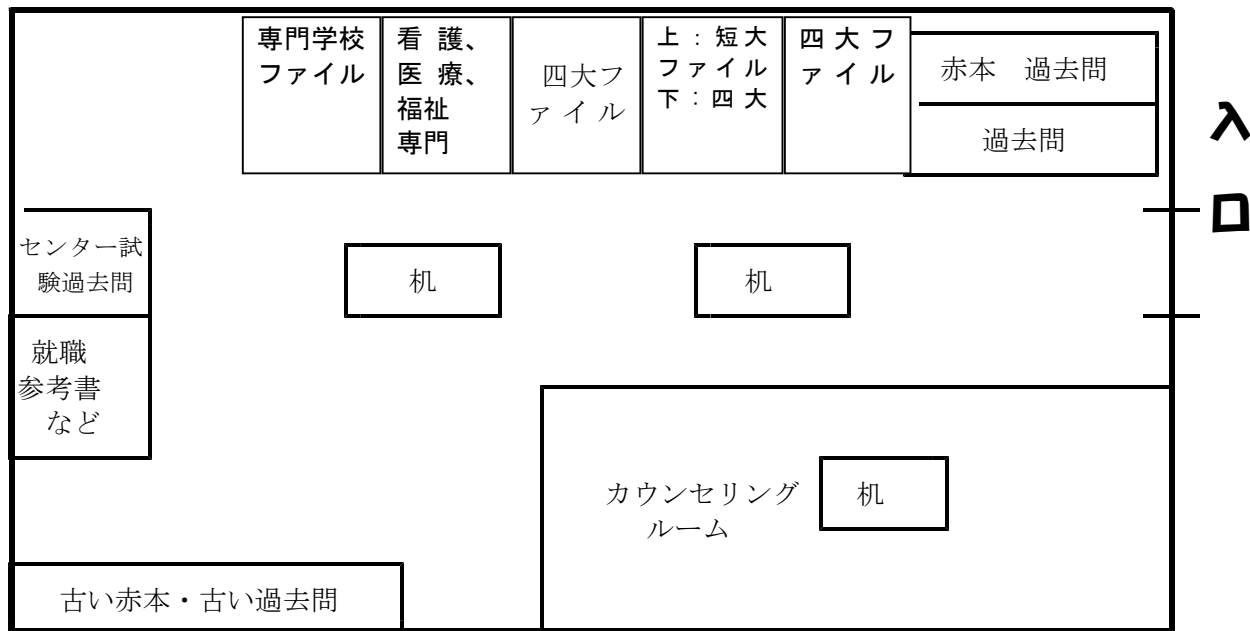 専門学校
ファイル
看護、
医療、
福祉
専門
四大フ
ァイル
上：短大
ファイル
下：四大
四大フ
ァイル
赤本　過去問
過去問
入
口
センター試
験過去問
机
机
就職
参考書
など
カウンセリング
ルーム
机
古い赤本・古い過去問